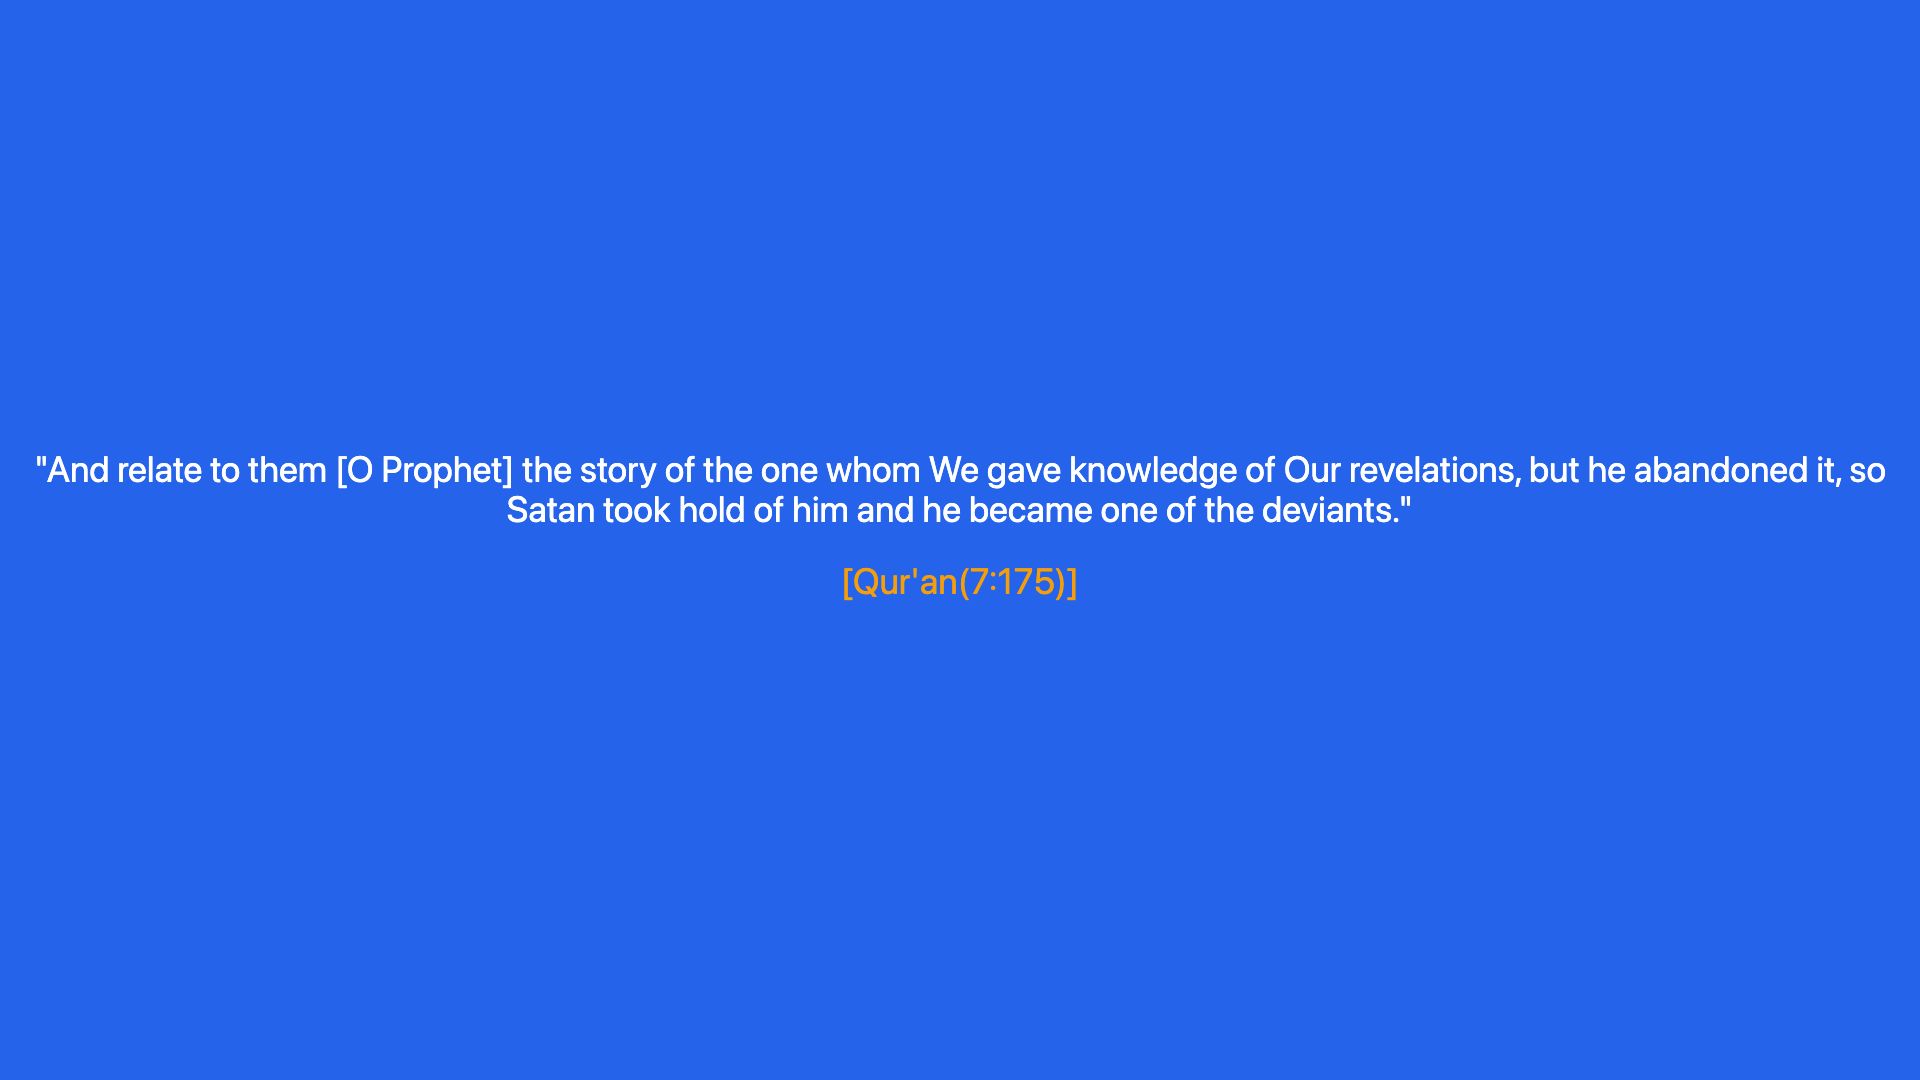 "And relate to them [O Prophet] the story of the one whom We gave knowledge of Our revelations, but he abandoned it, so
Satan took hold of him and he became one of the deviants."
[Qur'an(7:175)]